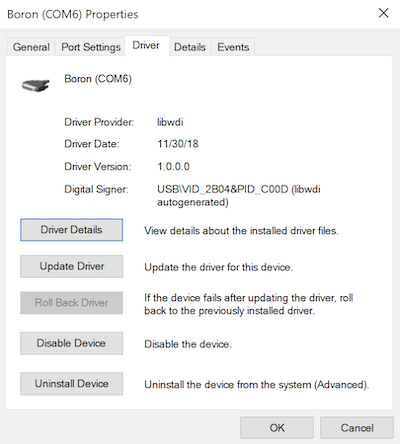 Boron (COM6) Properties
General Port Settings Driver Details Events
Boron (COM6)
Driver Provider: libwdi
Driver Date: 11/30/18
Driver Version: 1.0.0.0
Digital Signer: USB\VID_2B04&PID_C00D (libwdi
autogenerated)
Driver Details View details about the installed driver files.
Update Driver Update the driver for this device.
Roll Back Driver If the device fails after updating the driver, roll
back to the previously installed driver.
Disable Device Disable the device.
Uninstall Device Uninstall the device from the system (Advanced).
OK Cancel